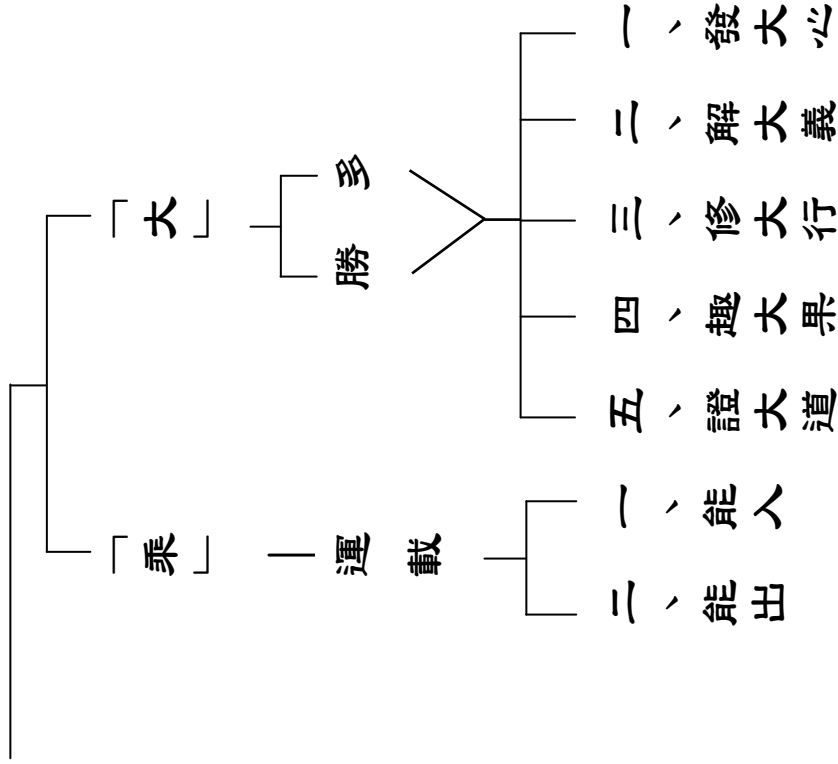 「大」
多
勝
一、發大心
二、解大義
三、修大行
四、趣大果
五、證大道
「乘」
運載
一、能入
二、能出